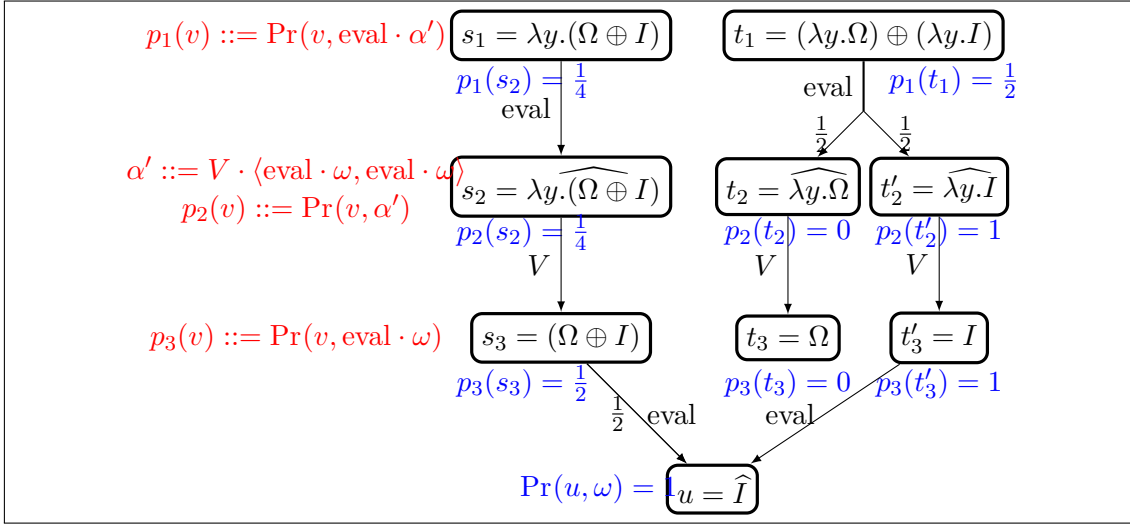 p₁(v) ::= Pr(v, eval · α′) s₁ = λy.(Ω ⊕ I) t₁ = (λy.Ω) ⊕ (λy.I)
p₁(s₂) = 1/4 p₁(t₁) = 1/2
eval eval
1/2 1/2
α′ ::= V · ⟨eval · ω, eval · ω⟩
s₂ = λy.\widehat{(Ω ⊕ I)} t₂ = \widehat{λy.Ω} t′₂ = \widehat{λy.I}
p₂(v) ::= Pr(v, α′)
p₂(s₂) = 1/4 p₂(t₂) = 0 p₂(t′₂) = 1
V V V
p₃(v) ::= Pr(v, eval · ω) s₃ = (Ω ⊕ I) t₃ = Ω t′₃ = I
p₃(s₃) = 1/2 p₃(t₃) = 0 p₃(t′₃) = 1
1/2 eval eval
Pr(u, ω) = 1 u = Î